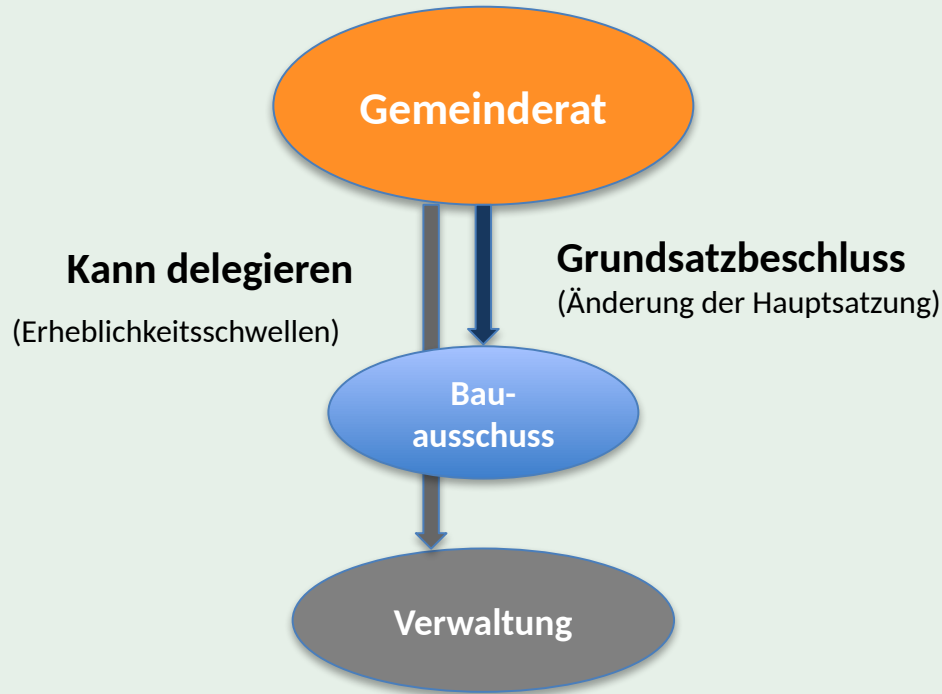 Gemeinderat
Kann delegieren
(Erheblichkeitsschwellen)
Grundsatzbeschluss
(Änderung der Hauptsatzung)
Bau-
ausschuss
Verwaltung